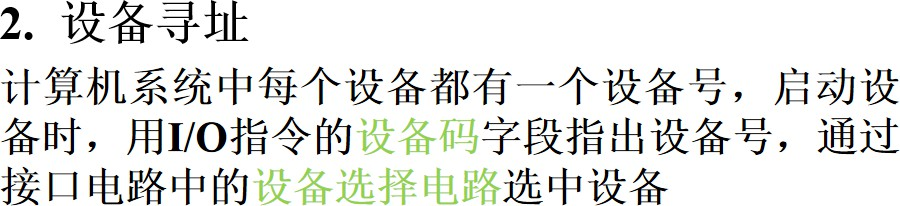 2. 设备寻址
计算机系统中每个设备都有一个设备号，启动设
备时，用I/O指令的设备码字段指出设备号，通过
接口电路中的设备选择电路选中设备